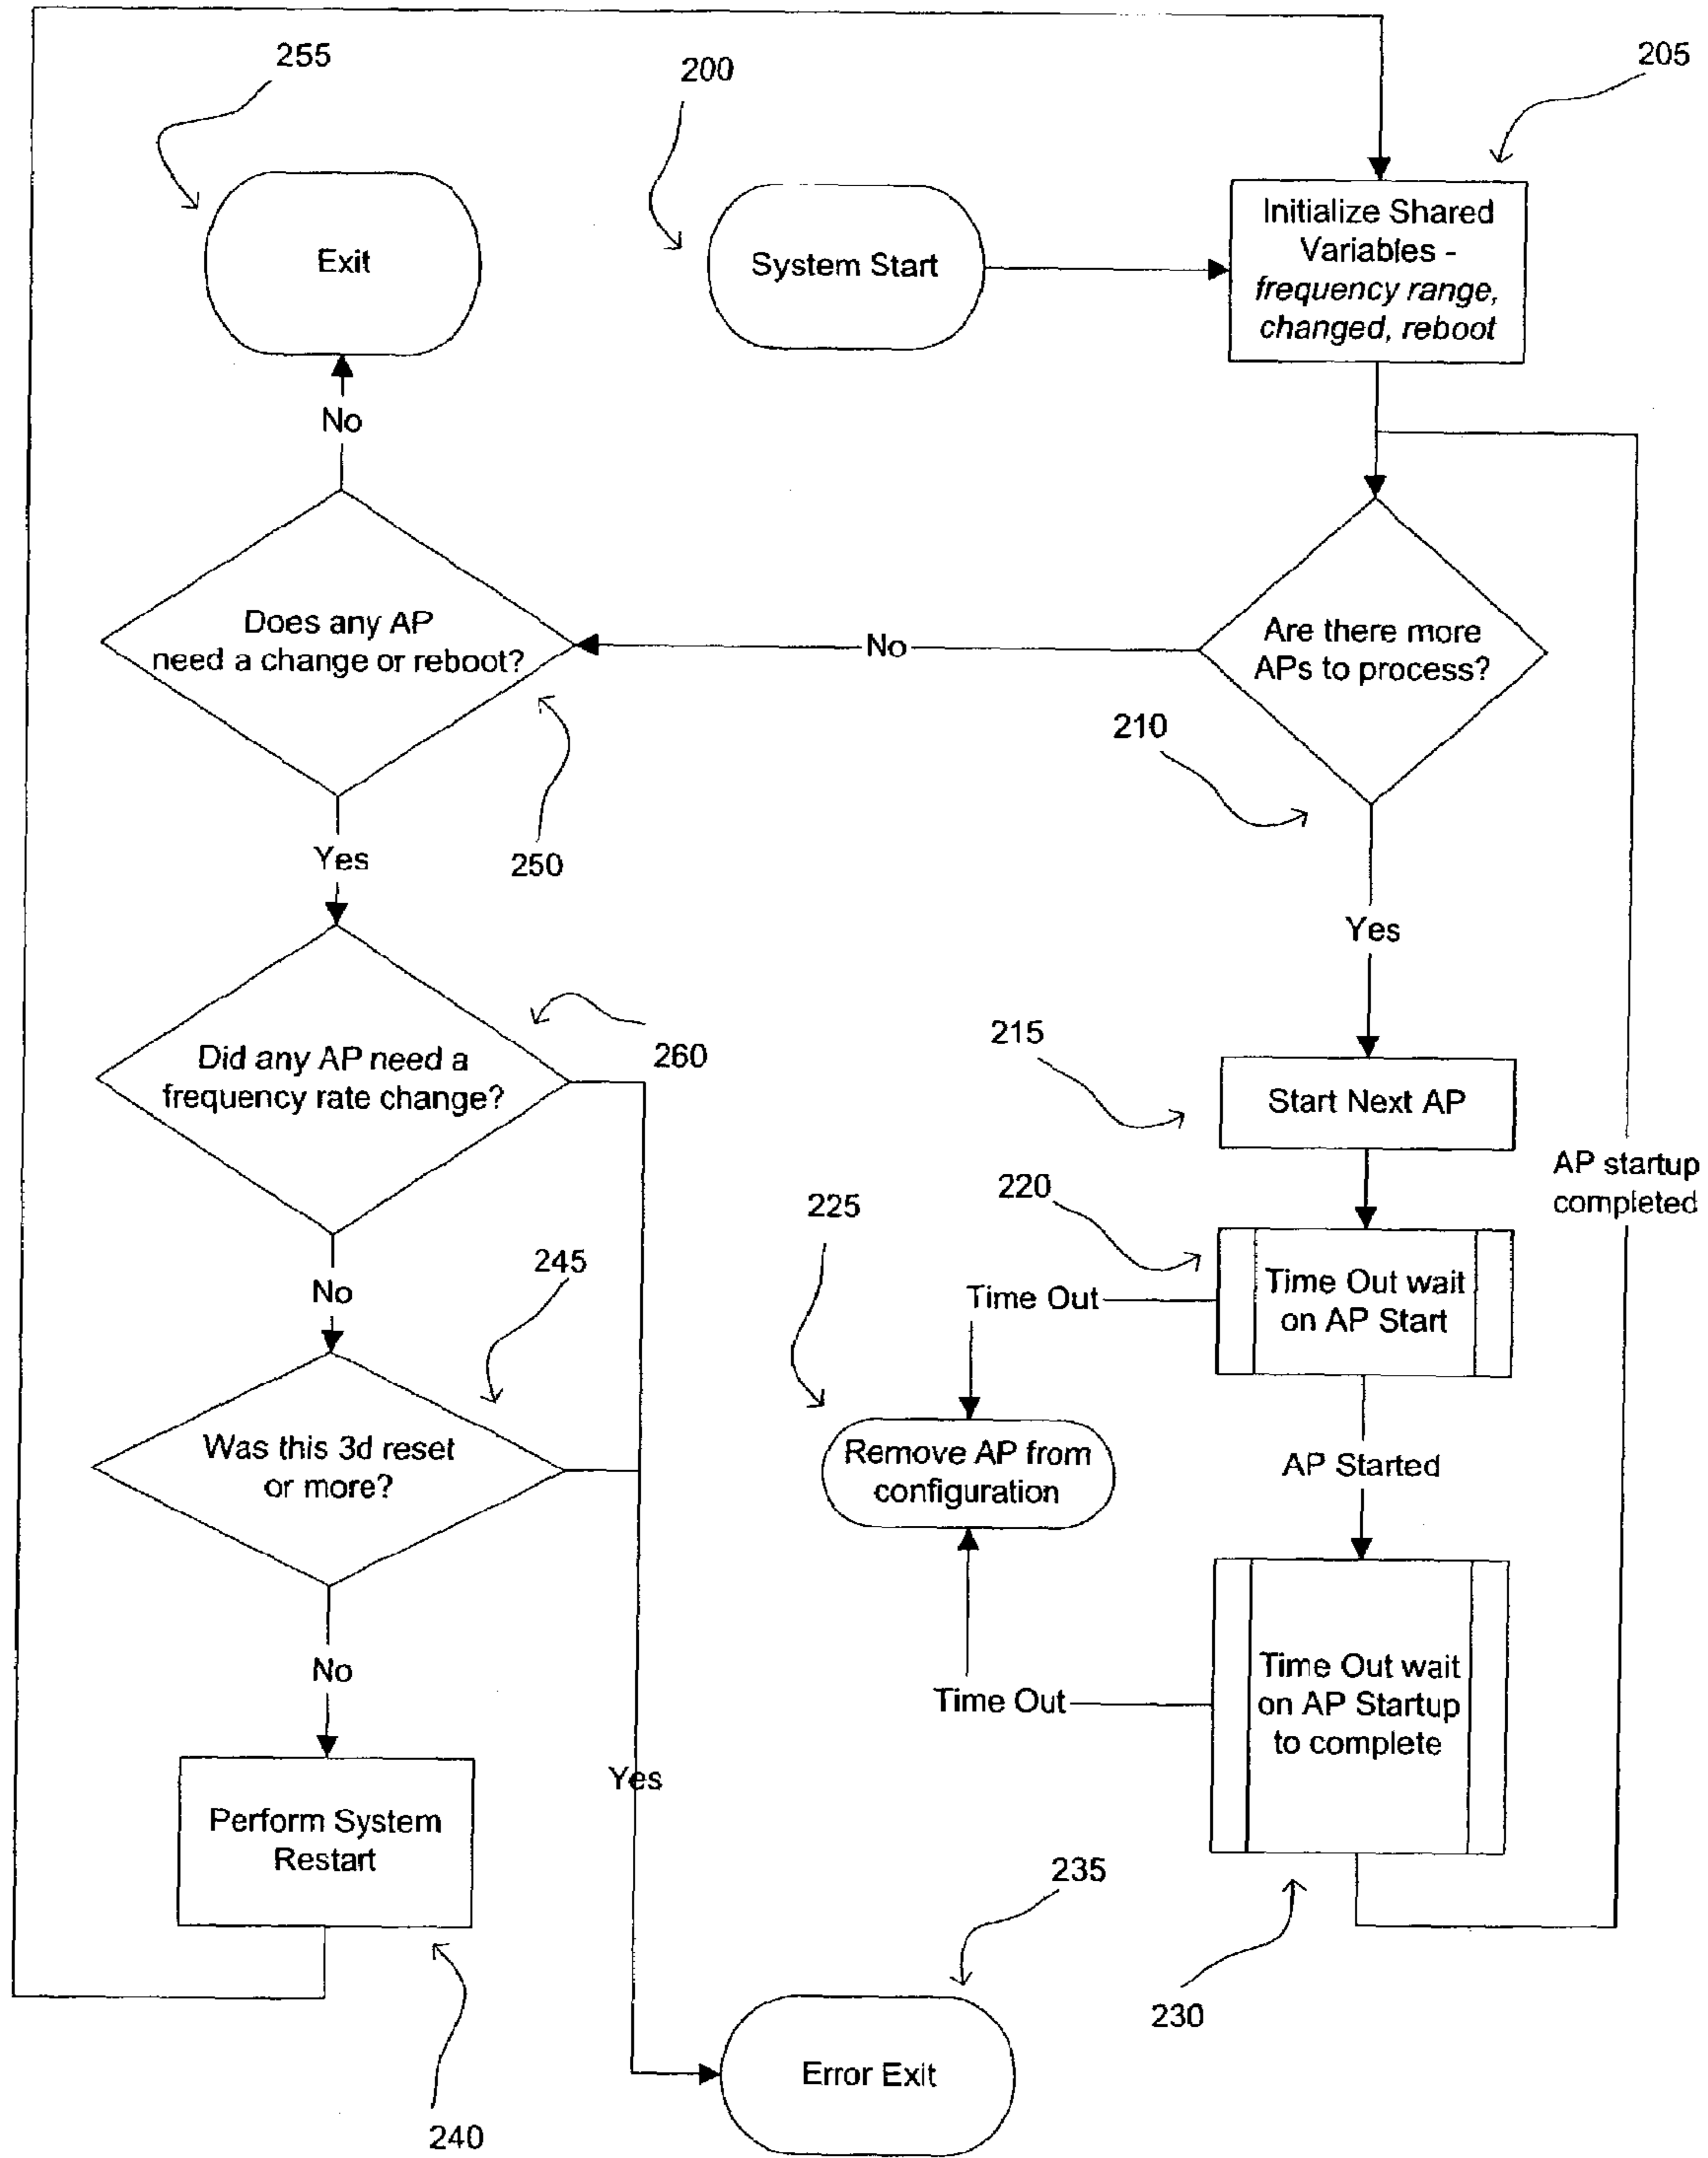 255
200
205
Exit
System Start
Initialize Shared
Variables -
frequency range,
changed, reboot
No
Does any AP
need a change or reboot?
No
Are there more
APs to process?
210
250
Yes
Yes
260
215
Did any AP need a
frequency rate change?
Start Next AP
AP startup
completed
220
225
245
No
Time Out
Time Out wait
on AP Start
Was this 3d reset
or more?
Remove AP from
configuration
AP Started
No
Time Out
Time Out wait
on AP Startup
to complete
Yes
Perform System
Restart
235
230
Error Exit
240